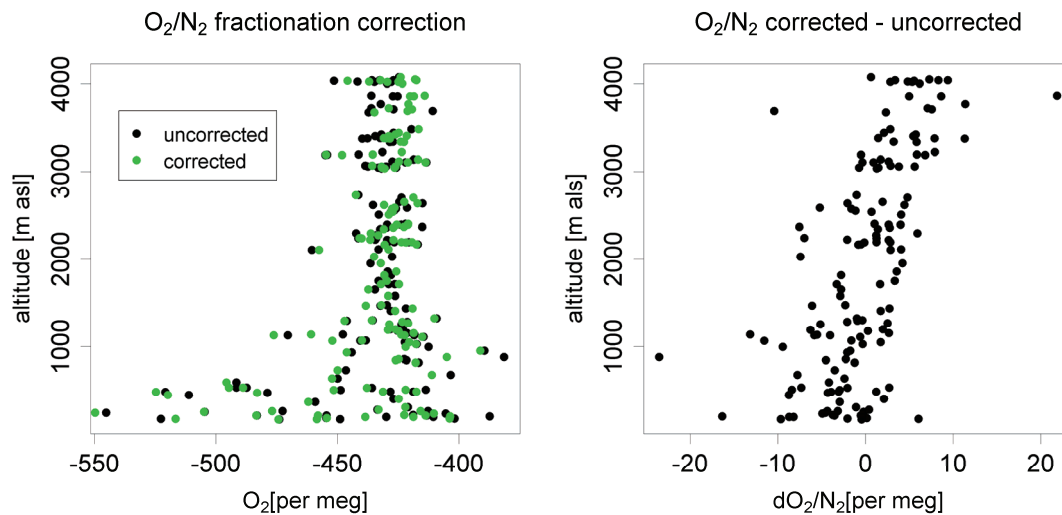 O₂/N₂ fractionation correction
altitude [m asl]
4000
3000
2000
1000
uncorrected
corrected
-550
-500
-450
-400
O₂[per meg]
O₂/N₂ corrected - uncorrected
altitude [m als]
4000
3000
2000
1000
-20
-10
0
10
20
dO₂/N₂[per meg]